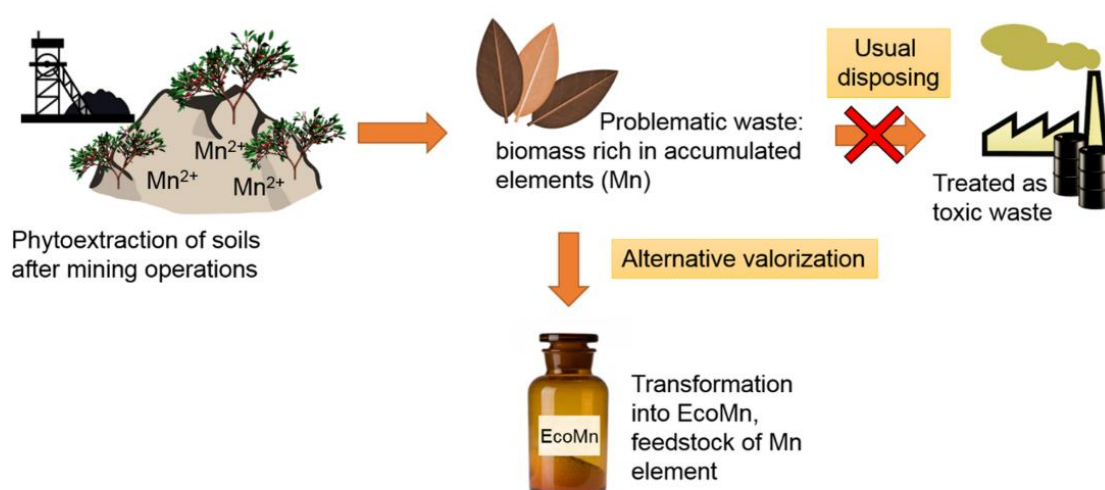 Mn²⁺
Mn²⁺
Mn²⁺
Phytoextraction of soils
after mining operations
Problematic waste:
biomass rich in accumulated
elements (Mn)
Usual
disposing
Treated as
toxic waste
Alternative valorization
EcoMn
Transformation
into EcoMn,
feedstock of Mn
element